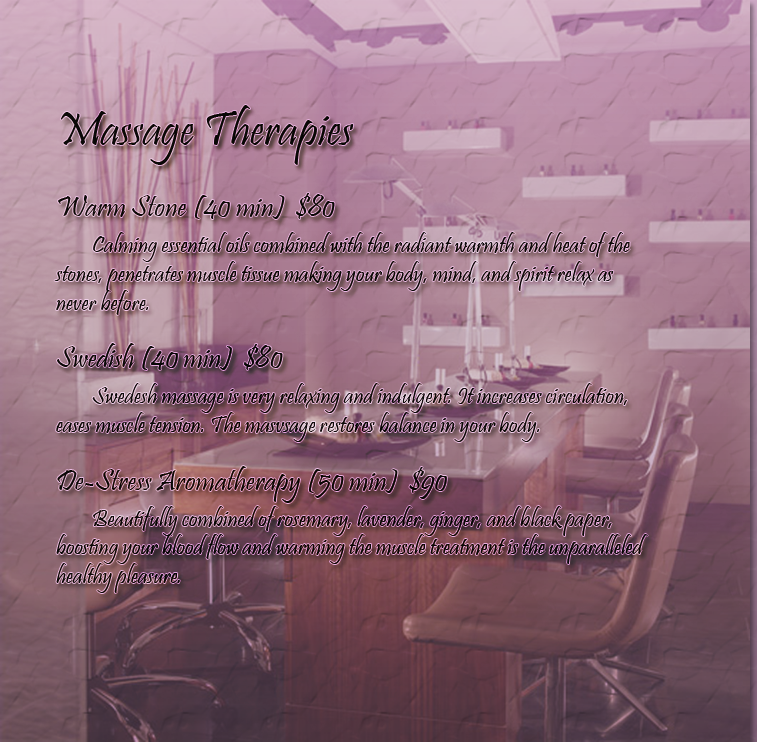 Massage Therapies
Warm Stone (40 min) $80
Calming essential oils combined with the radiant warmth and heat of the
stones, penetrates muscle tissue making your body, mind, and spirit relax as
never before.
Swedish (40 min) $80
Swedesh massage is very relaxing and indulgent. It increases circulation,
eases muscle tension. The masvsage restores balance in your body.
De-Stress Aromatherapy (50 min) $90
Beautifully combined of rosemary, lavender, ginger, and black paper,
boosting your blood flow and warming the muscle treatment is the unparalleled
healthy pleasure.